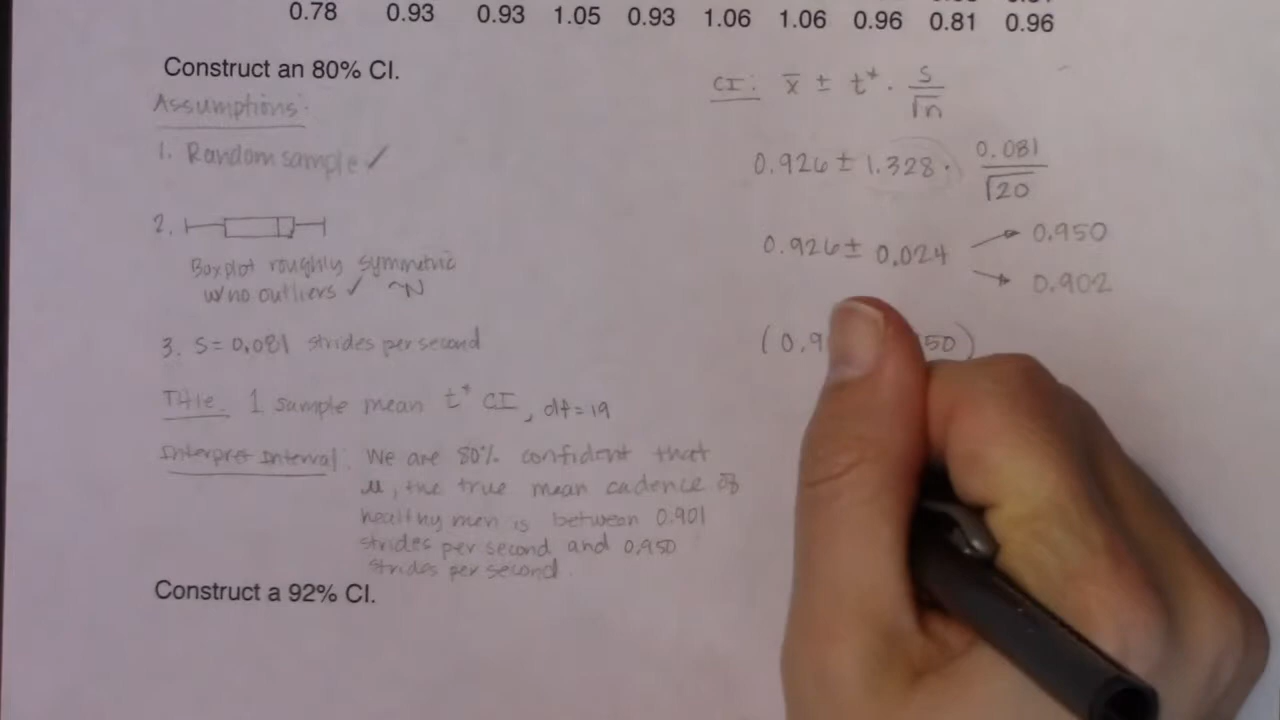 0.78 0.93 0.93 1.05 0.93 1.06 1.06 0.96 0.81 0.96
Construct an 80% CI.
Assumptions:
1. Random sample ✓
2.
Boxplot roughly symmetric
w/no outliers ✓ ~N
3. S = 0.081 strides per second
Title: 1 sample mean t* CI, df = 19
Interpret Interval: We are 80% confident that
μ, the true mean cadence of
healthy men is between 0.901
strides per second and 0.950
strides per second.
Construct a 92% CI.
CI: x̄ ± t* · s/√n
0.926 ± 1.328 · 0.081/√20
0.926 ± 0.024
0.950
0.902
(0.9 50)